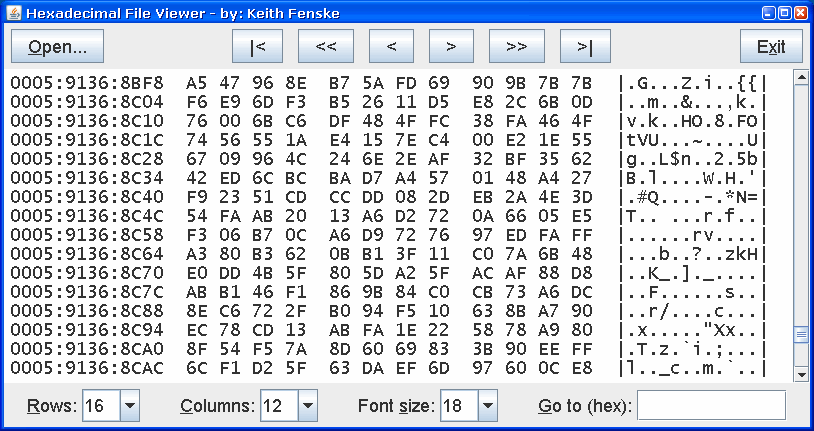 Hexadecimal File Viewer - by: Keith Fenske
Open... |< << < > >> >| Exit
0005:9136:8BF8 A5 47 96 8E B7 5A FD 69 90 9B 7B 7B |.G...Z.i..{{|
0005:9136:8C04 F6 E9 6D F3 B5 26 11 D5 E8 2C 6B 0D |..m..&...,k.|
0005:9136:8C10 76 00 6B C6 DF 48 4F FC 38 FA 46 4F |v.k..HO.8.FO|
0005:9136:8C1C 74 56 55 1A E4 15 7E C4 00 E2 1E 55 |tVU...~....U|
0005:9136:8C28 67 09 96 4C 24 6E 2E AF 32 BF 35 62 |g..L$n..2.5b|
0005:9136:8C34 42 ED 6C BC BA D7 A4 57 01 48 A4 27 |B.l....W.H.'|
0005:9136:8C40 F9 23 51 CD CC DD 08 2D EB 2A 4E 3D |.#Q....-.*N=|
0005:9136:8C4C 54 FA AB 20 13 A6 D2 72 0A 66 05 E5 |T.. ...r.f..|
0005:9136:8C58 F3 06 B7 0C A6 D9 72 76 97 ED FA FF |......rv....|
0005:9136:8C64 A3 80 B3 62 0B B1 3F 11 C0 7A 6B 48 |...b..?..zkH|
0005:9136:8C70 E0 DD 4B 5F 80 5D A2 5F AC AF 88 D8 |..K_.]._....|
0005:9136:8C7C AB B1 46 F1 86 9B 84 C0 CB 73 A6 DC |..F......s..|
0005:9136:8C88 8E C6 72 2F B0 94 F5 10 63 8B A7 90 |..r/....c...|
0005:9136:8C94 EC 78 CD 13 AB FA 1E 22 58 78 A9 80 |.x....."Xx..|
0005:9136:8CA0 8F 54 F5 7A 8D 60 69 83 3B 90 EE FF |.T.z.`i.;...|
0005:9136:8CAC 6C F1 D2 5F 63 DA EF 6D 97 60 0C E8 |l.._c..m.`..|
Rows: 16 Columns: 12 Font size: 18 Go to (hex):